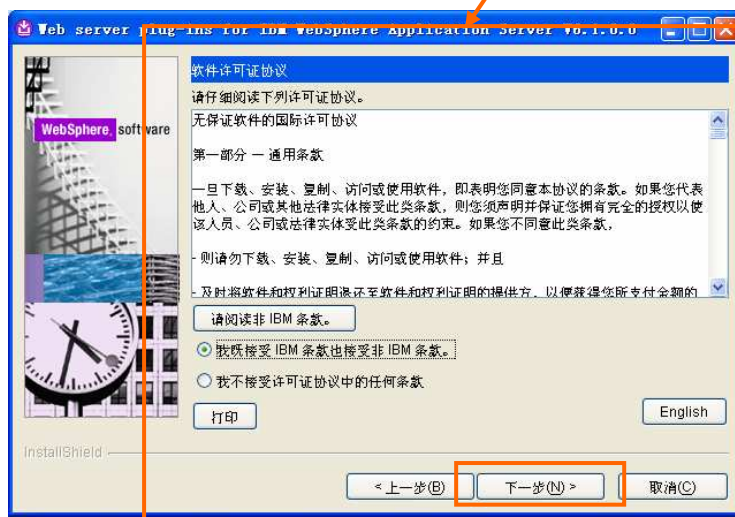 Web server plug-ins for IBM WebSphere Application Server V6.1.0.0
WebSphere. software
软件许可证协议
请仔细阅读下列许可证协议。
无保证软件的国际许可协议
第一部分 — 通用条款
一旦下载、安装、复制、访问或使用软件，即表明您同意本协议的条款。如果您代表
他人、公司或其他法律实体接受此类条款，则您须声明并保证您拥有完全的授权以使
该人员、公司或法律实体受此类条款的约束。如果您不同意此类条款，
- 则请勿下载、安装、复制、访问或使用软件；并且
- 及时将软件和权利证明退还至软件和权利证明的提供方，以便获得您所支付金额的
请阅读非 IBM 条款。
我既接受 IBM 条款也接受非 IBM 条款。
我不接受许可证协议中的任何条款
打印
English
InstallShield
< 上一步(B)
下一步(N) >
取消(C)